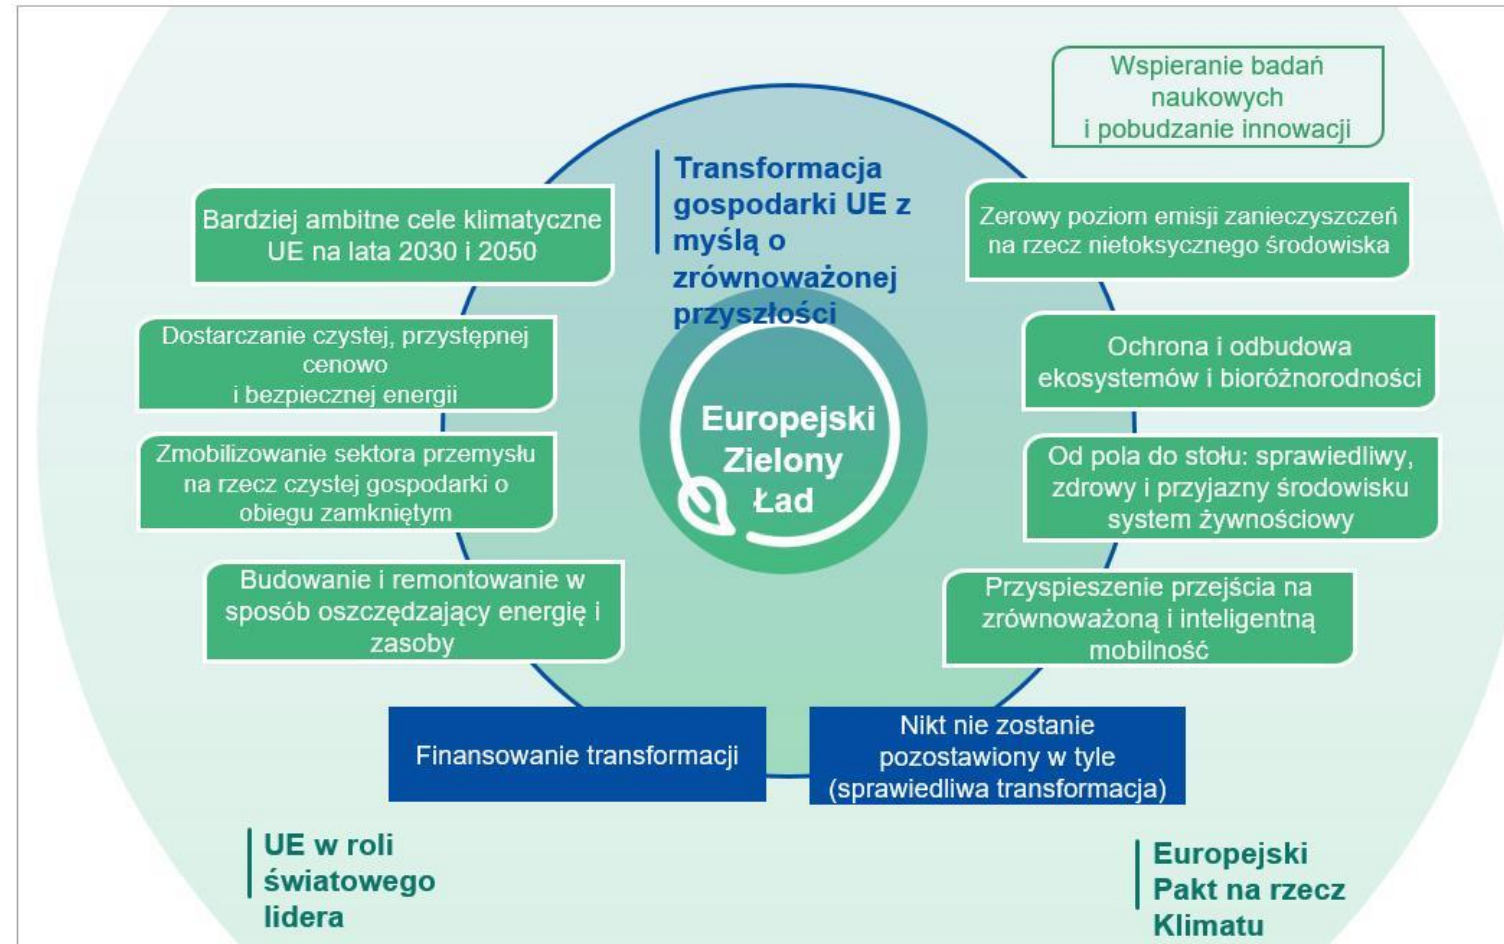 Wspieranie badań
naukowych
i pobudzanie innowacji
Transformacja
gospodarki UE z
myślą o
zrównoważonej
przyszłości
Bardziej ambitne cele klimatyczne
UE na lata 2030 i 2050
Zerowy poziom emisji zanieczyszczeń
na rzecz nietoksycznego środowiska
Dostarczanie czystej, przystępnej
cenowo
i bezpiecznej energii
Ochrona i odbudowa
ekosystemów i bioróżnorodności
Europejski
Zielony
Ład
Zmobilizowanie sektora przemysłu
na rzecz czystej gospodarki o
obiegu zamkniętym
Od pola do stołu: sprawiedliwy,
zdrowy i przyjazny środowisku
system żywnościowy
Budowanie i remontowanie w
sposób oszczędzający energię i
zasoby
Przyspieszenie przejścia na
zrównoważoną i inteligentną
mobilność
Finansowanie transformacji
Nikt nie zostanie
pozostawiony w tyle
(sprawiedliwa transformacja)
UE w roli
światowego
lidera
Europejski
Pakt na rzecz
Klimatu